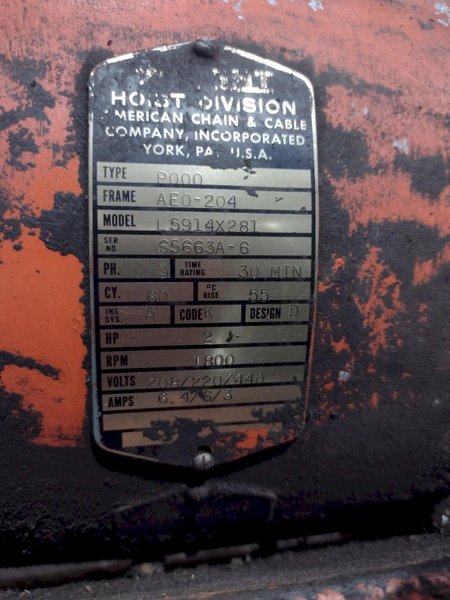 HOIST DIVISION
MERICAN CHAIN & CABLE
COMPANY, INCORPORATED
YORK, PA. U.S.A.
TYPE P000
FRAME AEO-204
MODEL L5914X281
SER. NO. 65663A-6
PH. 3 TIME RATING 30 MIN
CY. 60 °C RISE 55
INS. SYS. A CODE K DESIGN D
HP 2
RPM 1800
VOLTS 208/220/440
AMPS 6.4/6/3